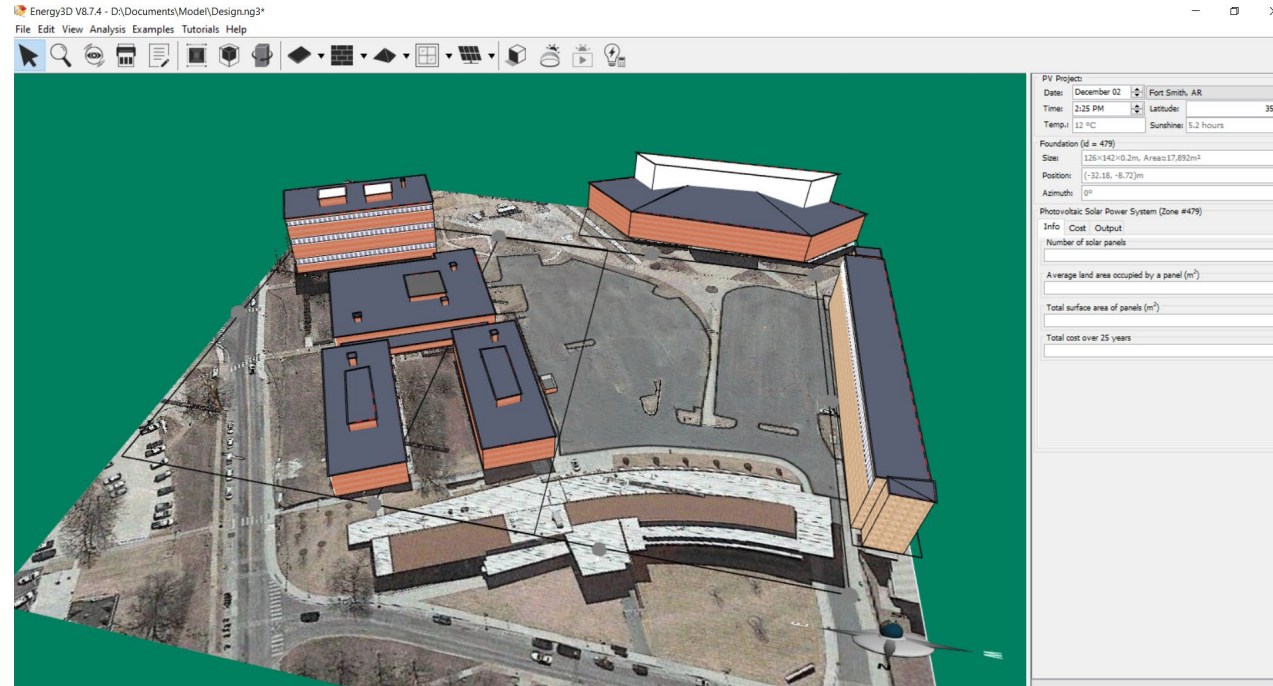 Energy3D V8.7.4 - D:\Documents\Model\Design.ng3*
File Edit View Analysis Examples Tutorials Help
PV Project:
Date: December 02 Fort Smith, AR
Time: 2:25 PM Latitude: 35
Temp.: 12 ºC Sunshine: 5.2 hours
Foundation (id = 479)
Size: 126×142×0.2m, Area≅17,892m²
Position: (-32.18, -8.72)m
Azimuth: 0º
Photovoltaic Solar Power System (Zone #479)
Info Cost Output
Number of solar panels
Average land area occupied by a panel (m²)
Total surface area of panels (m²)
Total cost over 25 years